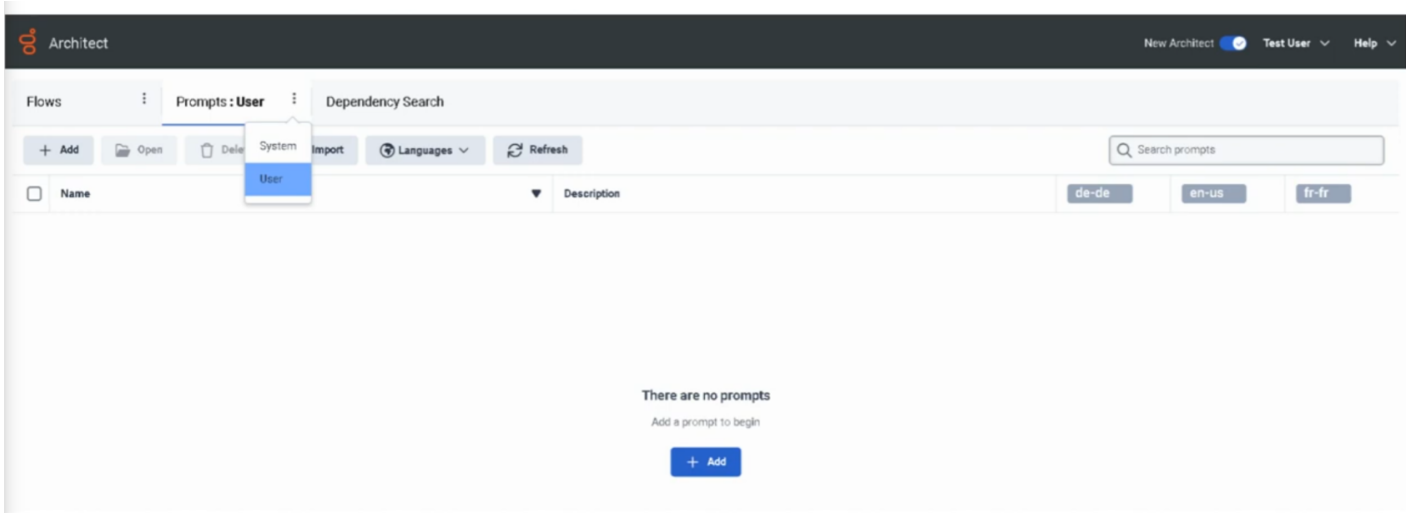 Architect
New Architect Test User Help
Flows Prompts : User Dependency Search
+ Add Open Dele Import Languages Refresh Search prompts
System
User
Name Description de-de en-us fr-fr
There are no prompts
Add a prompt to begin
+ Add